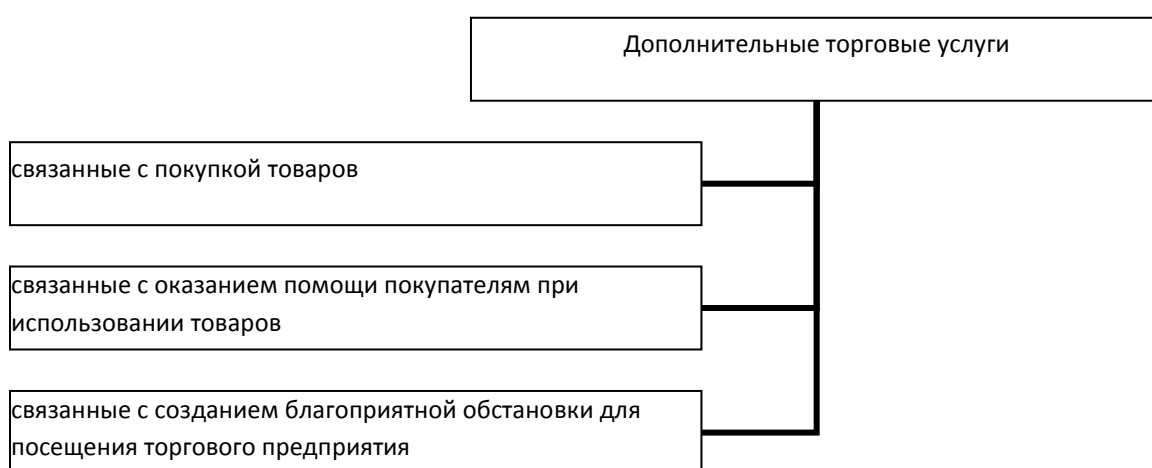 Дополнительные торговые услуги
связанные с покупкой товаров
связанные с оказанием помощи покупателям при
использовании товаров
связанные с созданием благоприятной обстановки для
посещения торгового предприятия